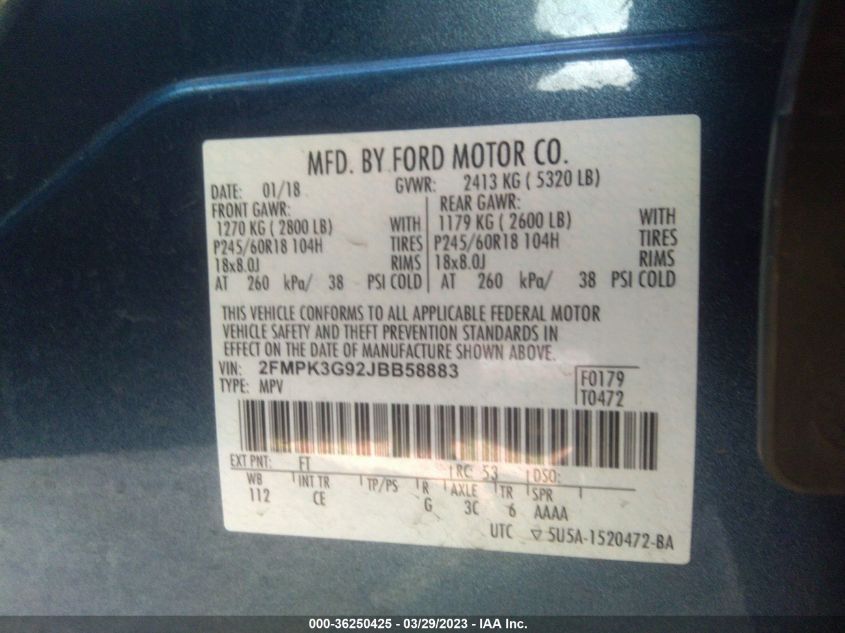 MFD. BY FORD MOTOR CO.
DATE: 01/18 GVWR: 2413 KG ( 5320 LB)
FRONT GAWR: REAR GAWR:
1270 KG ( 2800 LB) WITH 1179 KG ( 2600 LB) WITH
P245/60R18 104H TIRES P245/60R18 104H TIRES
18x8.0J RIMS 18x8.0J RIMS
AT 260 kPa/ 38 PSI COLD AT 260 kPa/ 38 PSI COLD
THIS VEHICLE CONFORMS TO ALL APPLICABLE FEDERAL MOTOR
VEHICLE SAFETY AND THEFT PREVENTION STANDARDS IN
EFFECT ON THE DATE OF MANUFACTURE SHOWN ABOVE.
VIN: 2FMPK3G92JBB58883
TYPE: MPV
F0179
T0472
EXT PNT: FT RC: 53 DSO:
WB INT TR TP/PS R AXLE TR SPR
112 CE G 3C 6 AAAA
UTC ▽ 5U5A-1520472-BA
000-36250425 - 03/29/2023 - IAA Inc.